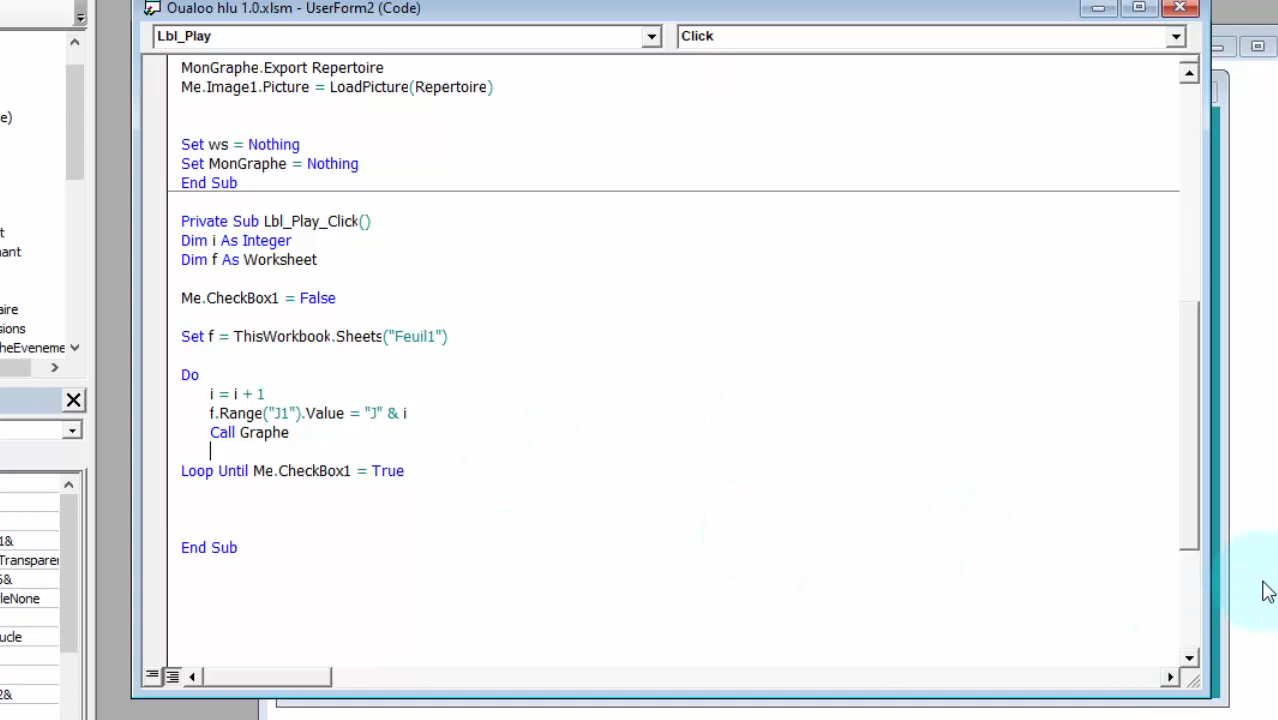 Oualoo hlu 1.0.xlsm - UserForm2 (Code)
Lbl_Play
Click
MonGraphe.Export Repertoire
Me.Image1.Picture = LoadPicture(Repertoire)
Set ws = Nothing
Set MonGraphe = Nothing
End Sub
Private Sub Lbl_Play_Click()
Dim i As Integer
Dim f As Worksheet
Me.CheckBox1 = False
Set f = ThisWorkbook.Sheets("Feuil1")
Do
i = i + 1
f.Range("J1").Value = "J" & i
Call Graphe
Loop Until Me.CheckBox1 = True
End Sub
e)
t
nant
aire
sions
heEveneme
1&
Transparen
6&
leNone
ucle
2&